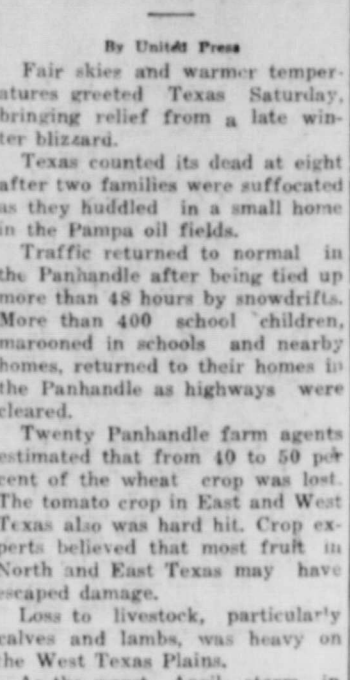 By United Press
Fair skies and warmer temper-
atures greeted Texas Saturday,
bringing relief from a late win-
ter blizzard.
Texas counted its dead at eight
after two families were suffocated
as they huddled in a small home
in the Pampa oil fields.
Traffic returned to normal in
the Panhandle after being tied up
more than 48 hours by snowdrifts.
More than 400 school children,
marooned in schools and nearby
homes, returned to their homes in
the Panhandle as highways were
cleared.
Twenty Panhandle farm agents
estimated that from 40 to 50 per
cent of the wheat crop was lost.
The tomato crop in East and West
Texas also was hard hit. Crop ex-
perts believed that most fruit in
North and East Texas may have
escaped damage.
Loss to livestock, particularly
calves and lambs, was heavy on
the West Texas Plains.